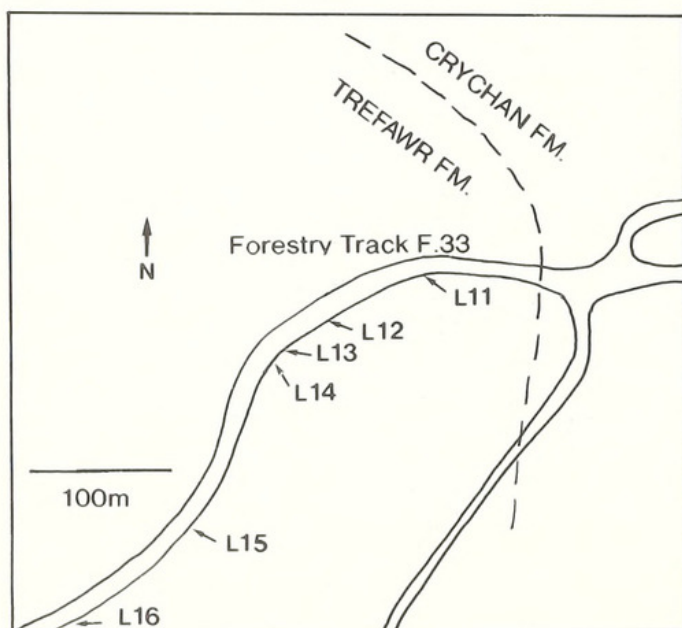 CRYCHAN FM.
TREFAWR FM.
N
Forestry Track F.33
L11
L12
L13
L14
100m
L15
L16